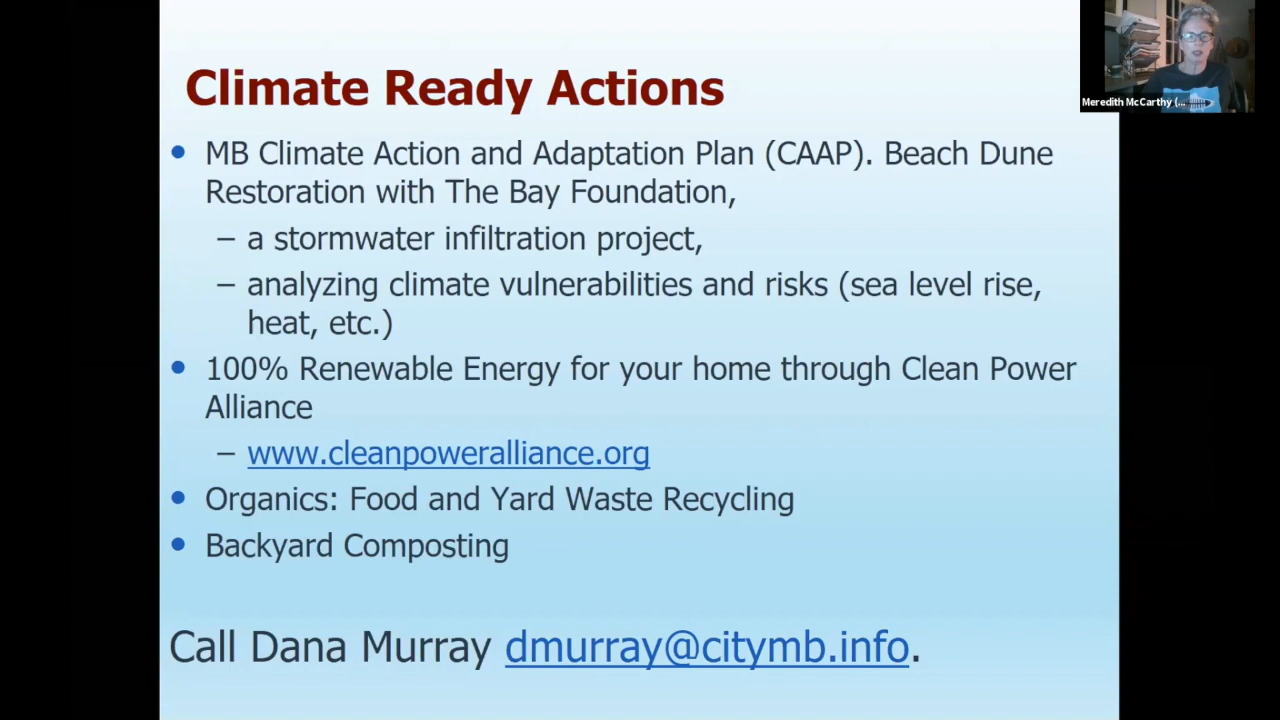 Climate Ready Actions
Meredith McCarthy (...
• MB Climate Action and Adaptation Plan (CAAP). Beach Dune
Restoration with The Bay Foundation,
– a stormwater infiltration project,
– analyzing climate vulnerabilities and risks (sea level rise,
heat, etc.)
• 100% Renewable Energy for your home through Clean Power
Alliance
– www.cleanpoweralliance.org
• Organics: Food and Yard Waste Recycling
• Backyard Composting
Call Dana Murray dmurray@citymb.info.